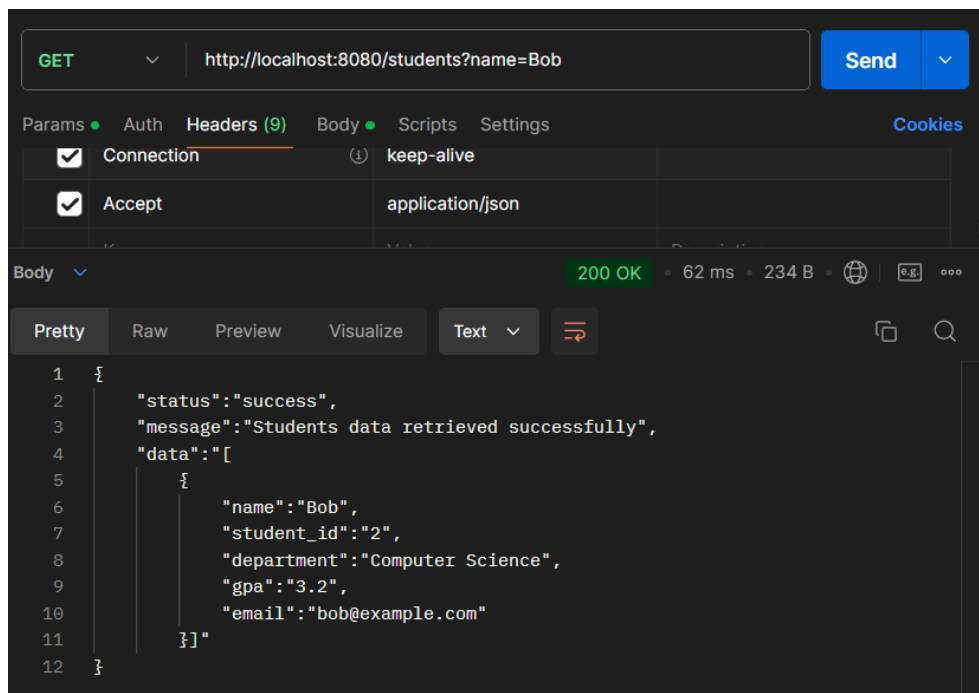 GET http://localhost:8080/students?name=Bob Send
Params Auth Headers (9) Body Scripts Settings Cookies
Connection keep-alive
Accept application/json
Body 200 OK 62 ms 234 B e.g.
Pretty Raw Preview Visualize Text
1 {
2 "status":"success",
3 "message":"Students data retrieved successfully",
4 "data":"[
5 {
6 "name":"Bob",
7 "student_id":"2",
8 "department":"Computer Science",
9 "gpa":"3.2",
10 "email":"bob@example.com"
11 }]"
12 }